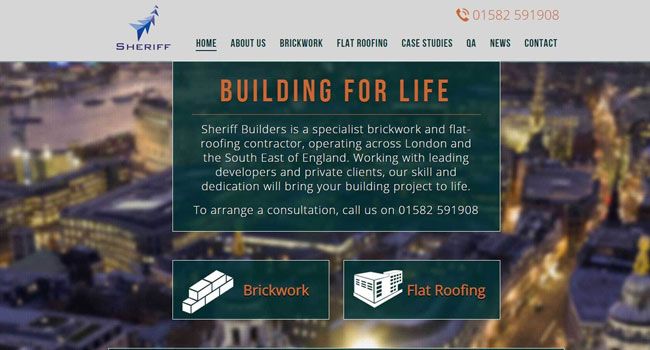 01582 591908
SHERIFF
HOME ABOUT US BRICKWORK FLAT ROOFING CASE STUDIES QA NEWS CONTACT
BUILDING FOR LIFE
Sheriff Builders is a specialist brickwork and flat-
roofing contractor, operating across London and
the South East of England. Working with leading
developers and private clients, our skill and
dedication will bring your building project to life.
To arrange a consultation, call us on 01582 591908
Brickwork Flat Roofing